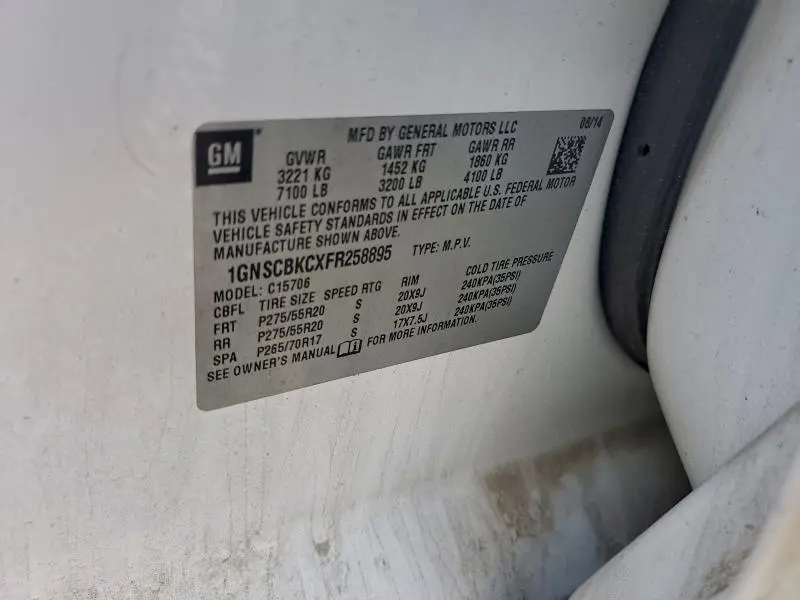 GM
MFD BY GENERAL MOTORS LLC 08/14
GVWR GAWR FRT GAWR RR
3221 KG 1452 KG 1860 KG
7100 LB 3200 LB 4100 LB
THIS VEHICLE CONFORMS TO ALL APPLICABLE U.S. FEDERAL MOTOR
VEHICLE SAFETY STANDARDS IN EFFECT ON THE DATE OF
MANUFACTURE SHOWN ABOVE.
1GNSCBKCXFR258895 TYPE: M.P.V.
MODEL: C15706
CBFL TIRE SIZE SPEED RTG RIM COLD TIRE PRESSURE
FRT P275/55R20 S 20X9J 240KPA(35PSI)
RR P275/55R20 S 20X9J 240KPA(35PSI)
SPA P265/70R17 S 17X7.5J 240KPA(35PSI)
SEE OWNER'S MANUAL FOR MORE INFORMATION.